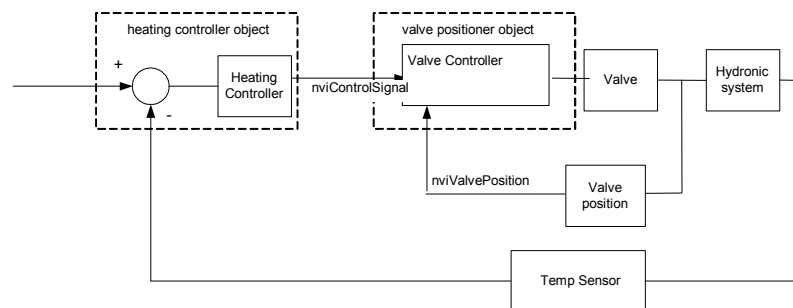 heating controller object
valve positioner object
+
Heating
Controller
nviControlSignal
Valve Controller
Valve
Hydronic
system
-
nviValvePosition
Valve
position
Temp Sensor